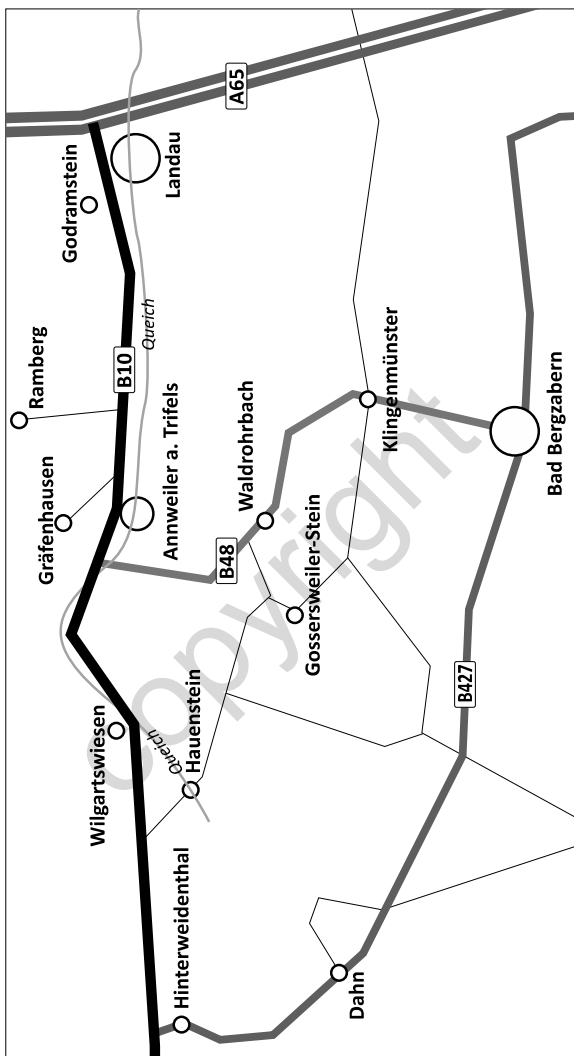 A65
Godramstein
Landau
Ramberg
B10
Queich
Gräfenhausen
Annweiler a. Trifels
Waldrohrbach
Klingenmünster
Bad Bergzabern
B48
Gossersweiler-Stein
Wilgartswiesen
Queich
Hauenstein
B427
Hinterweidenthal
Dahn
copyright